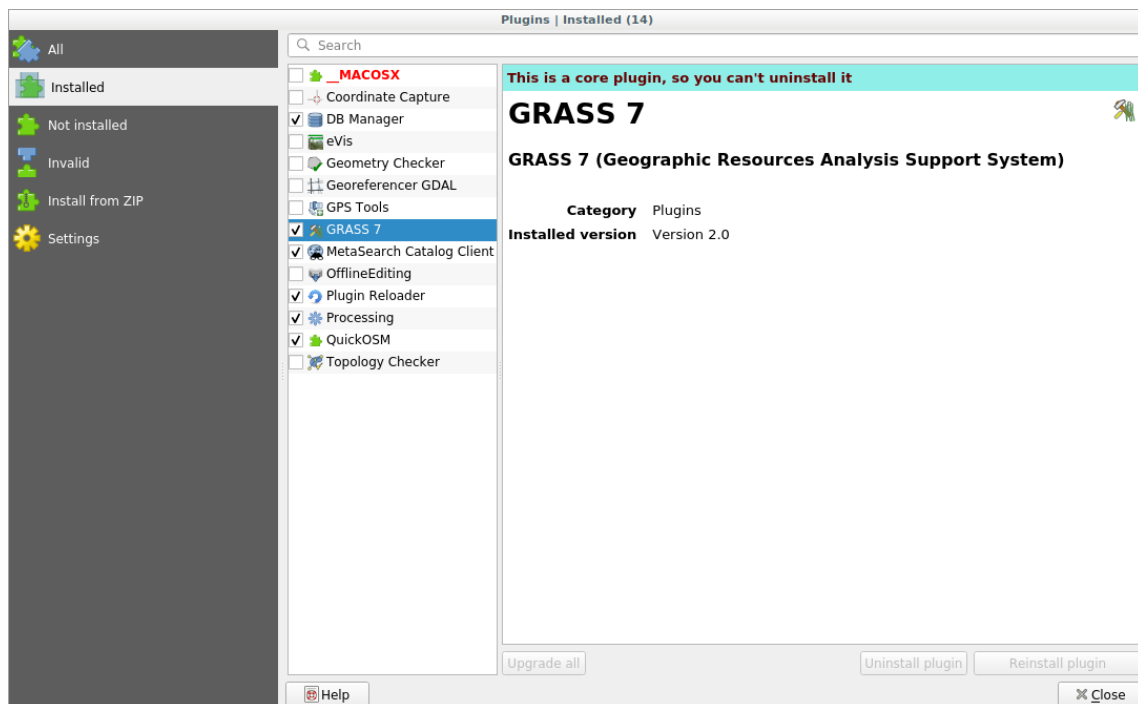 Plugins | Installed (14)
All
Installed
Not installed
Invalid
Install from ZIP
Settings
Search
__MACOSX
Coordinate Capture
DB Manager
eVis
Geometry Checker
Georeferencer GDAL
GPS Tools
GRASS 7
MetaSearch Catalog Client
OfflineEditing
Plugin Reloader
Processing
QuickOSM
Topology Checker
This is a core plugin, so you can't uninstall it
GRASS 7
GRASS 7 (Geographic Resources Analysis Support System)
Category Plugins
Installed version Version 2.0
Upgrade all
Uninstall plugin
Reinstall plugin
Help
Close